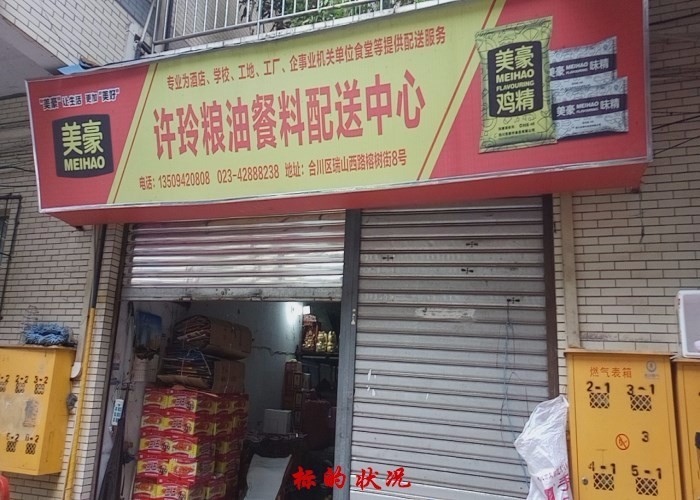 专业为酒店、学校、工地、工厂、企事业机关单位食堂等提供配送服务
"美豪"让生活 更加"美好"
美豪
MEIHAO
许玲粮油餐料配送中心
电话：13509420808 023-42888238 地址：合川区瑞山西路榕树街8号
美豪
MEIHAO
FLAVOURING
鸡精
美豪 MEIHAO 味精
美豪 MEIHAO 味精
燃气表箱
2-1 3-1
4-1 5-1
标的状况